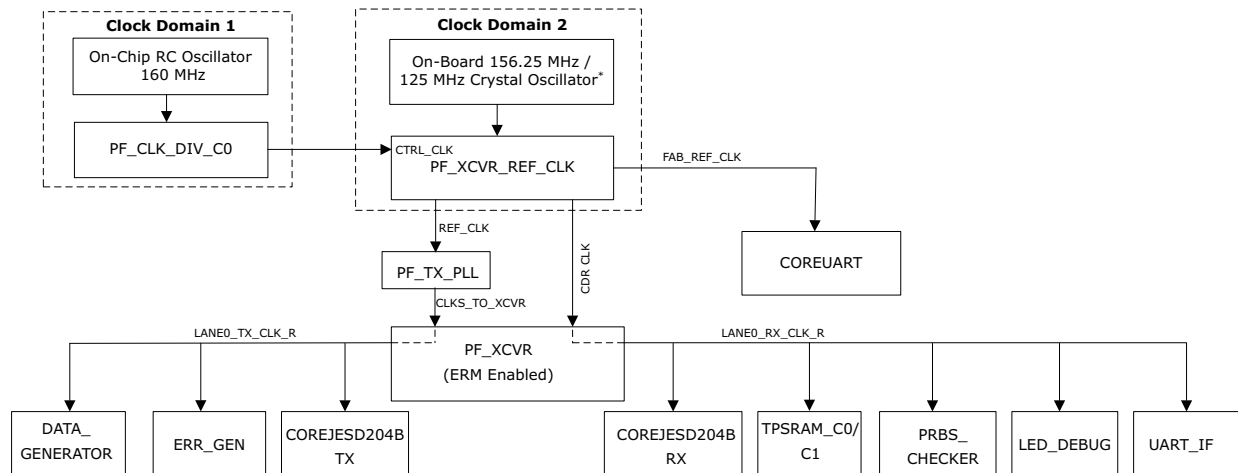 Clock Domain 1
On-Chip RC Oscillator
160 MHz
PF_CLK_DIV_C0
Clock Domain 2
On-Board 156.25 MHz /
125 MHz Crystal Oscillator*
CTRL_CLK
PF_XCVR_REF_CLK
FAB_REF_CLK
COREUART
REF_CLK
PF_TX_PLL
CDR CLK
CLKS_TO_XCVR
LANE0_TX_CLK_R
PF_XCVR
(ERM Enabled)
LANE0_RX_CLK_R
DATA_
GENERATOR
ERR_GEN
COREJESD204B
TX
COREJESD204B
RX
TPSRAM_C0/
C1
PRBS_
CHECKER
LED_DEBUG
UART_IF